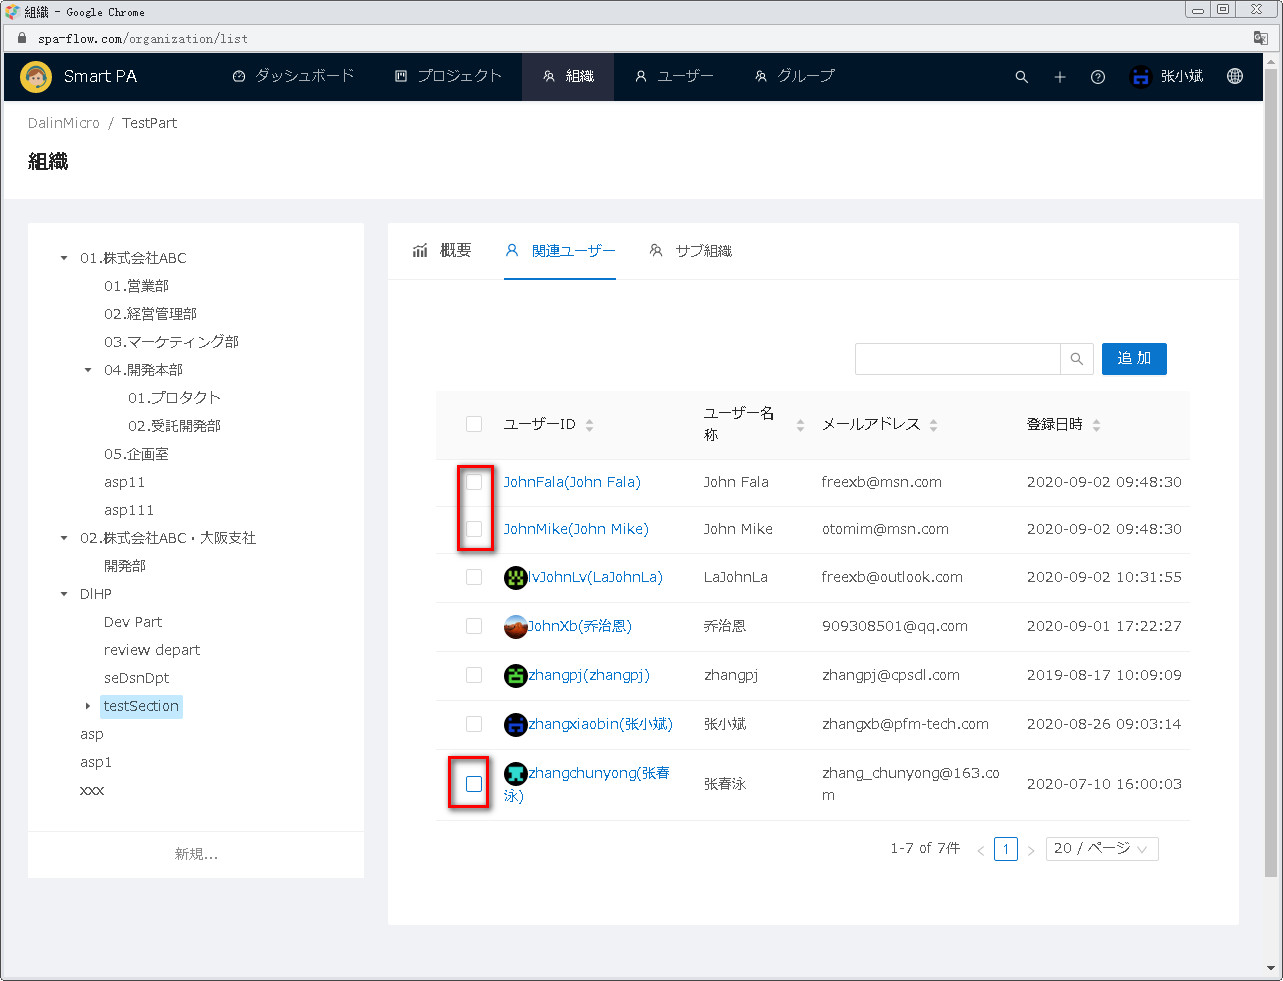 組織 - Google Chrome
spa-flow.com/organization/list
Smart PA ダッシュボード プロジェクト 組織 ユーザー グループ 张小斌
DalinMicro / TestPart
組織
01.株式会社ABC
01.営業部
02.経営管理部
03.マーケティング部
04.開発本部
01.プロタクト
02.受託開発部
05.企画室
asp11
asp111
02.株式会社ABC・大阪支社
開発部
DlHP
Dev Part
review depart
seDsnDpt
testSection
asp
asp1
xxx
新規...
概要 関連ユーザー サブ組織
追 加
ユーザーID ユーザー名称 メールアドレス 登録日時
JohnFala(John Fala) John Fala freexb@msn.com 2020-09-02 09:48:30
JohnMike(John Mike) John Mike otomim@msn.com 2020-09-02 09:48:30
lvJohnLv(LaJohnLa) LaJohnLa freexb@outlook.com 2020-09-02 10:31:55
JohnXb(乔治恩) 乔治恩 909308501@qq.com 2020-09-01 17:22:27
zhangpj(zhangpj) zhangpj zhangpj@cpsdl.com 2019-08-17 10:09:09
zhangxiaobin(张小斌) 张小斌 zhangxb@pfm-tech.com 2020-08-26 09:03:14
zhangchunyong(张春泳) 张春泳 zhang_chunyong@163.com 2020-07-10 16:00:03
1-7 of 7件 < 1 > 20 / ページ